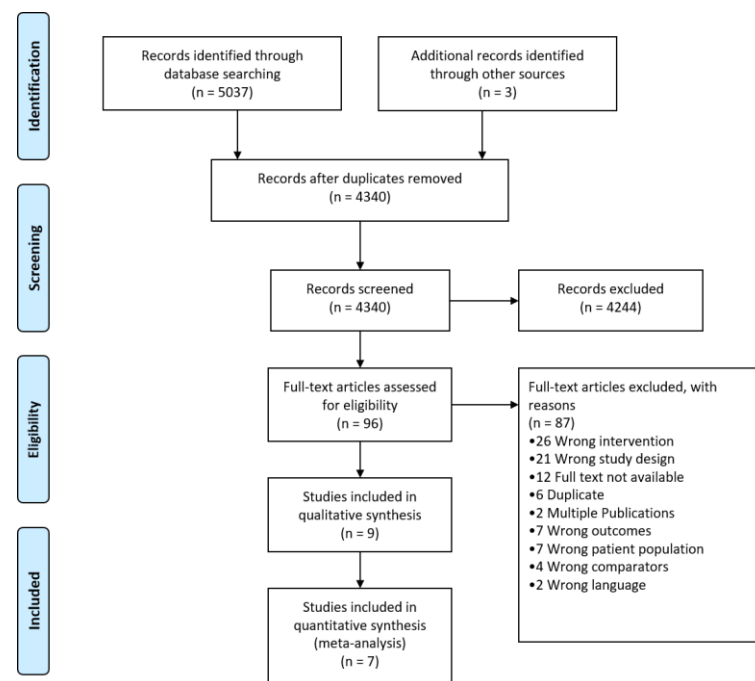 Identification
Records identified through
database searching
(n = 5037)
Additional records identified
through other sources
(n = 3)
Records after duplicates removed
(n = 4340)
Screening
Records screened
(n = 4340)
Records excluded
(n = 4244)
Eligibility
Full-text articles assessed
for eligibility
(n = 96)
Full-text articles excluded, with
reasons
(n = 87)
•26 Wrong intervention
•21 Wrong study design
•12 Full text not available
•6 Duplicate
•2 Multiple Publications
•7 Wrong outcomes
•7 Wrong patient population
•4 Wrong comparators
•2 Wrong language
Studies included in
qualitative synthesis
(n = 9)
Included
Studies included in
quantitative synthesis
(meta-analysis)
(n = 7)